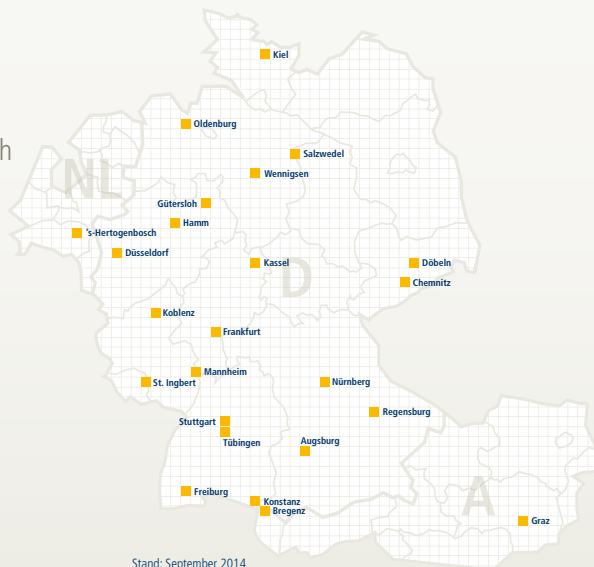 Kiel
Oldenburg
h
Salzwedel
Wennigsen
NL
Gütersloh
Hamm
's-Hertogenbosch
Düsseldorf
Kassel
Döbeln
D
Chemnitz
Koblenz
Frankfurt
Mannheim
St. Ingbert
Nürnberg
Regensburg
Stuttgart
Tübingen
Augsburg
Freiburg
Konstanz
A
Bregenz
Graz
Stand: September 2014